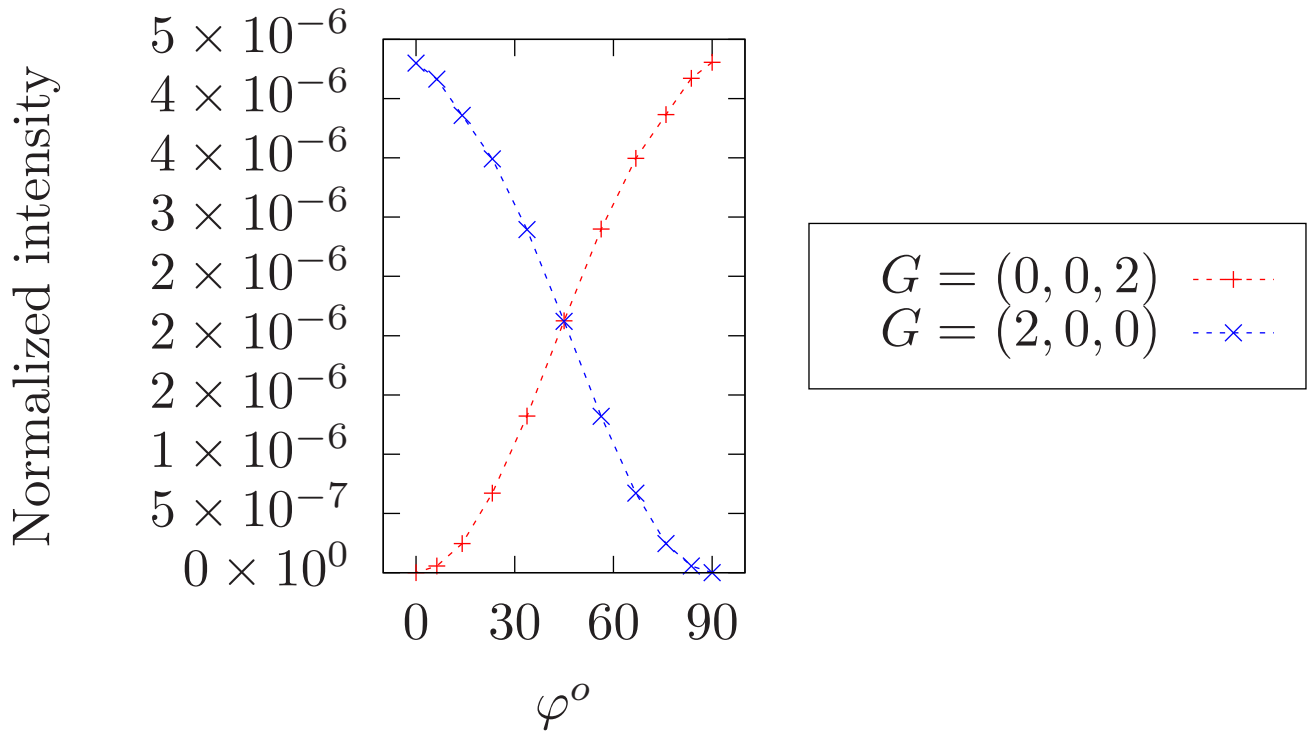 Normalized intensity
5 × 10⁻⁶
4 × 10⁻⁶
4 × 10⁻⁶
3 × 10⁻⁶
2 × 10⁻⁶
2 × 10⁻⁶
2 × 10⁻⁶
1 × 10⁻⁶
5 × 10⁻⁷
0 × 10⁰
0 30 60 90
φᵒ
G = (0, 0, 2)
G = (2, 0, 0)